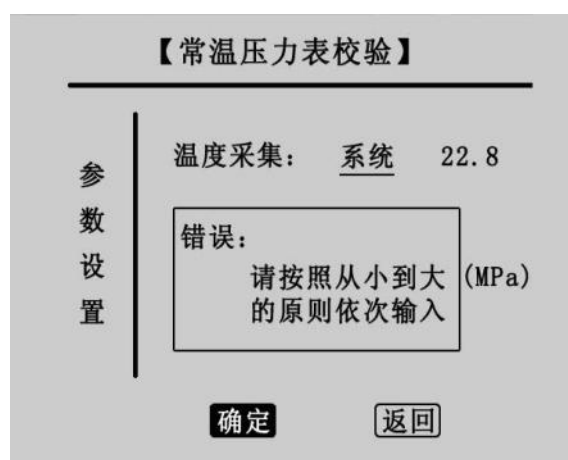 【常温压力表校验】
参数设置
温度采集： 系统 22.8
错误：
请按照从小到大 (MPa)
的原则依次输入
确定 返回